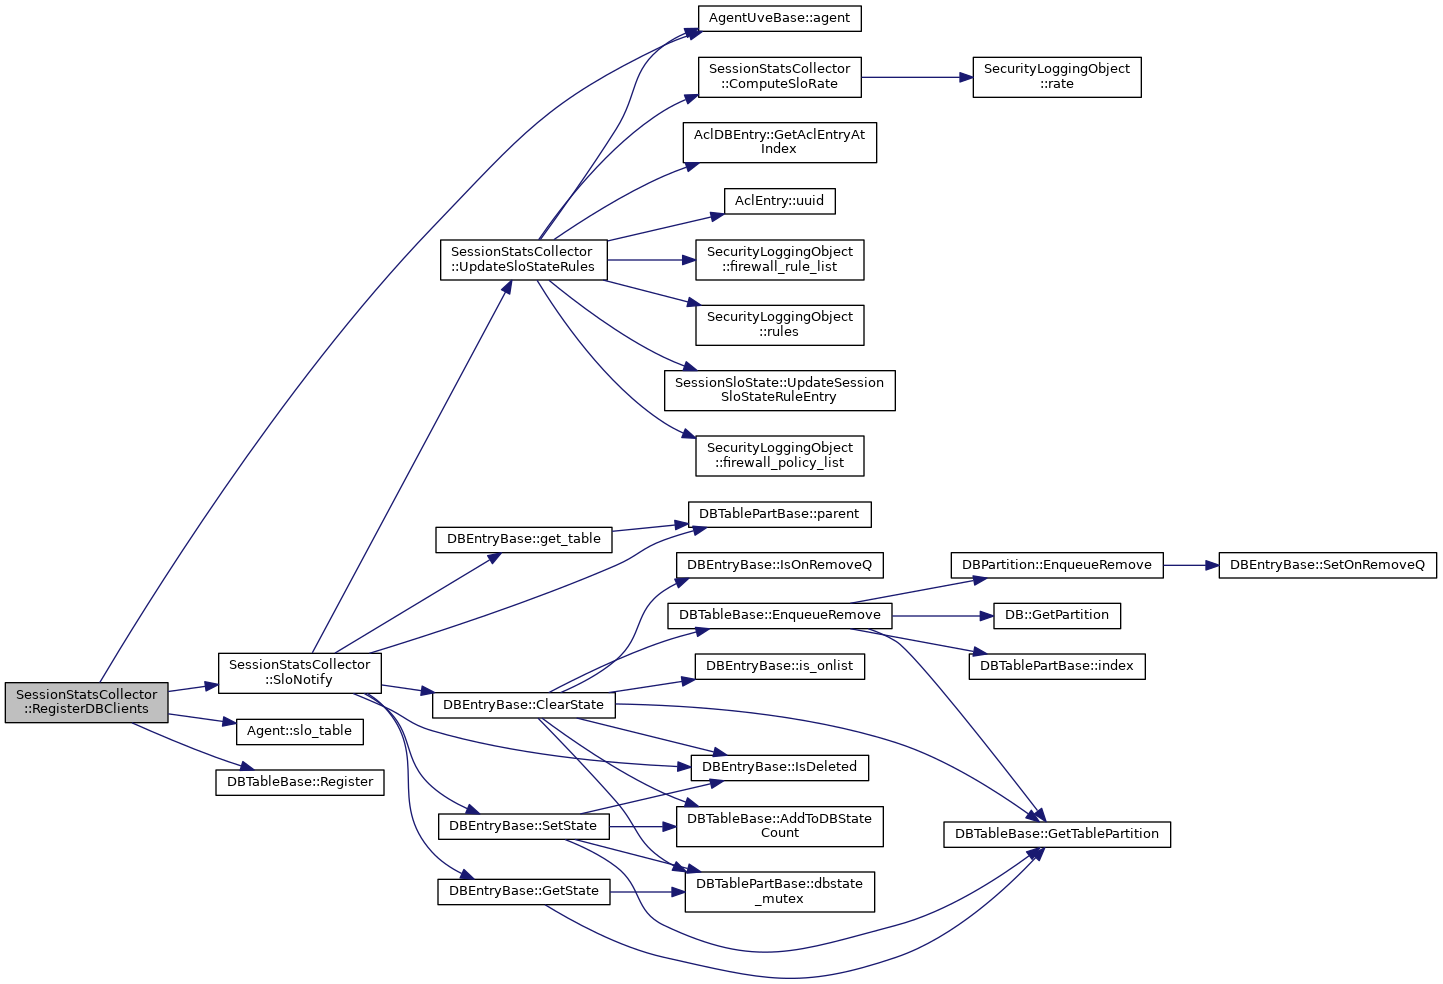 AgentUveBase::agent
SessionStatsCollector
::ComputeSloRate
SecurityLoggingObject
::rate
AclDBEntry::GetAclEntryAt
Index
AclEntry::uuid
SessionStatsCollector
::UpdateSloStateRules
SecurityLoggingObject
::firewall_rule_list
SecurityLoggingObject
::rules
SessionSloState::UpdateSession
SloStateRuleEntry
SecurityLoggingObject
::firewall_policy_list
DBTablePartBase::parent
DBEntryBase::get_table
DBEntryBase::IsOnRemoveQ
DBPartition::EnqueueRemove
DBEntryBase::SetOnRemoveQ
DBTableBase::EnqueueRemove
DB::GetPartition
DBEntryBase::is_onlist
DBTablePartBase::index
SessionStatsCollector
::SloNotify
SessionStatsCollector
::RegisterDBClients
DBEntryBase::ClearState
Agent::slo_table
DBEntryBase::IsDeleted
DBTableBase::Register
DBEntryBase::SetState
DBTableBase::AddToDBState
Count
DBTableBase::GetTablePartition
DBEntryBase::GetState
DBTablePartBase::dbstate
_mutex